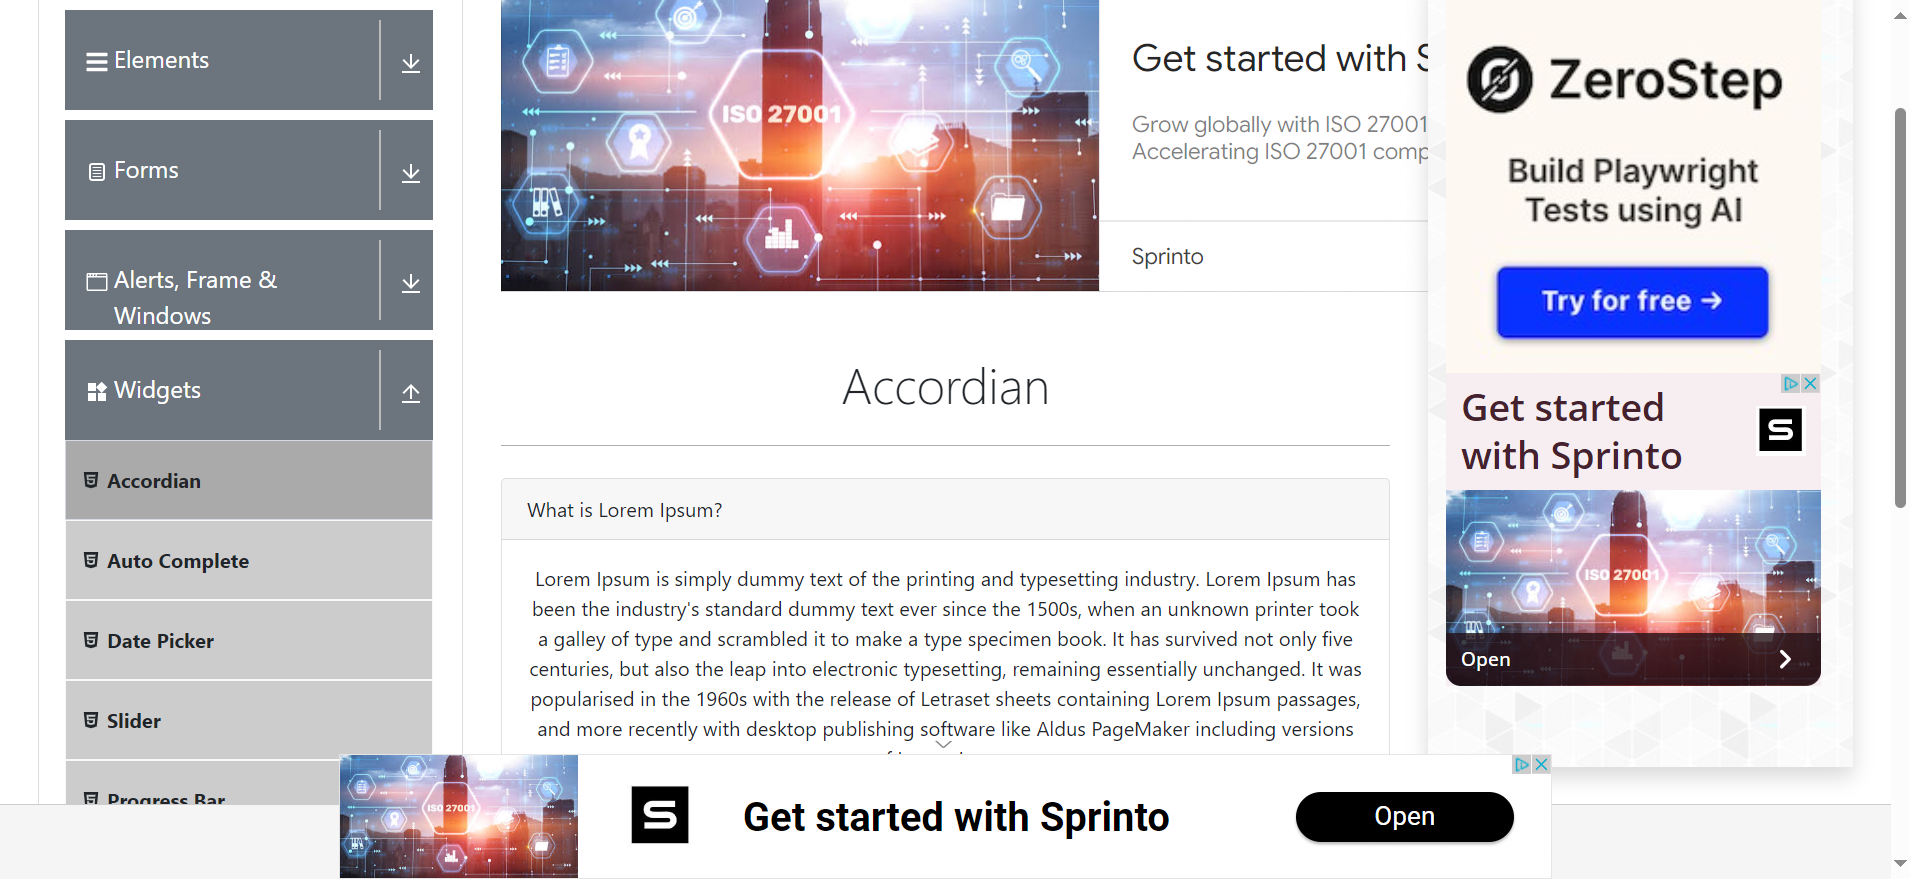 Elements
Forms
Alerts, Frame &
Windows
Widgets
Accordian
Auto Complete
Date Picker
Slider
Progress Bar
ISO 27001
Get started with S
Grow globally with ISO 27001
Accelerating ISO 27001 comp
Sprinto
Accordian
What is Lorem Ipsum?
Lorem Ipsum is simply dummy text of the printing and typesetting industry. Lorem Ipsum has
been the industry's standard dummy text ever since the 1500s, when an unknown printer took
a galley of type and scrambled it to make a type specimen book. It has survived not only five
centuries, but also the leap into electronic typesetting, remaining essentially unchanged. It was
popularised in the 1960s with the release of Letraset sheets containing Lorem Ipsum passages,
and more recently with desktop publishing software like Aldus PageMaker including versions
ZeroStep
Build Playwright
Tests using AI
Try for free →
Get started
with Sprinto
S
ISO 27001
Open
ISO 27001
S
Get started with Sprinto
Open